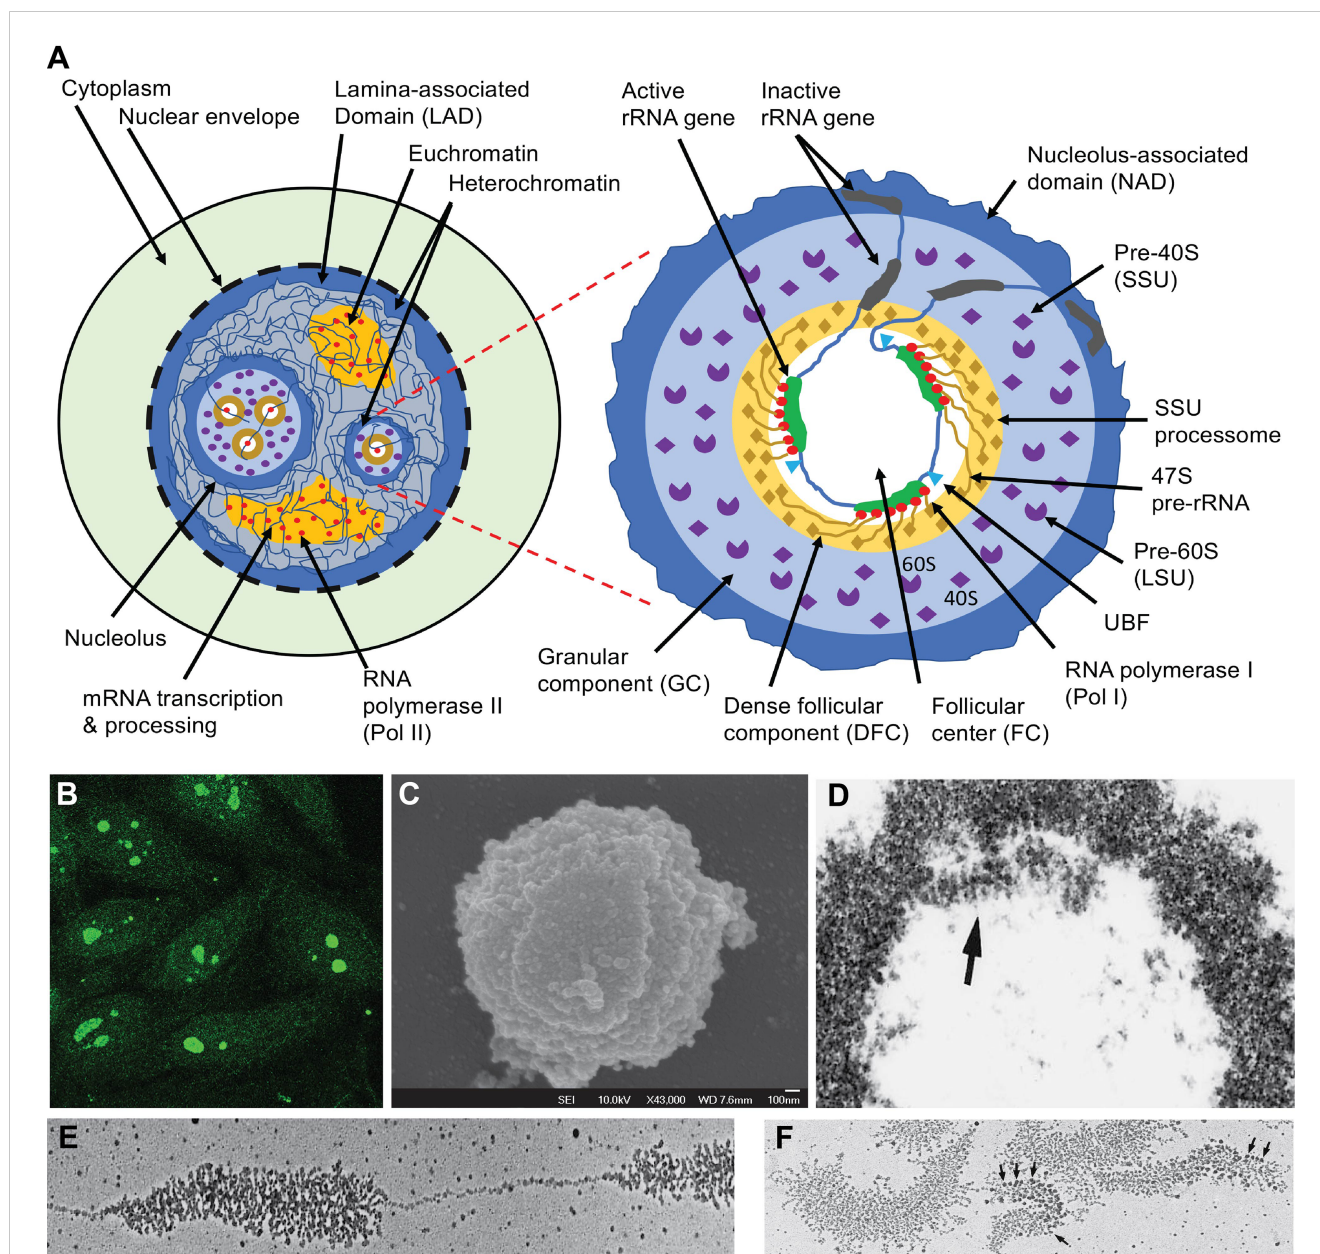 A
Cytoplasm
Nuclear envelope
Lamina-associated
Domain (LAD)
Euchromatin
Heterochromatin
Active
rRNA gene
Inactive
rRNA gene
Nucleolus-associated
domain (NAD)
Pre-40S
(SSU)
SSU
processome
47S
pre-rRNA
Pre-60S
(LSU)
60S
40S
UBF
RNA polymerase I
(Pol I)
Nucleolus
mRNA transcription
& processing
RNA
polymerase II
(Pol II)
Granular
component (GC)
Dense follicular
component (DFC)
Follicular
center (FC)
B
C
SEI 10.0kV X43,000 WD 7.6mm 100nm
D
E
F